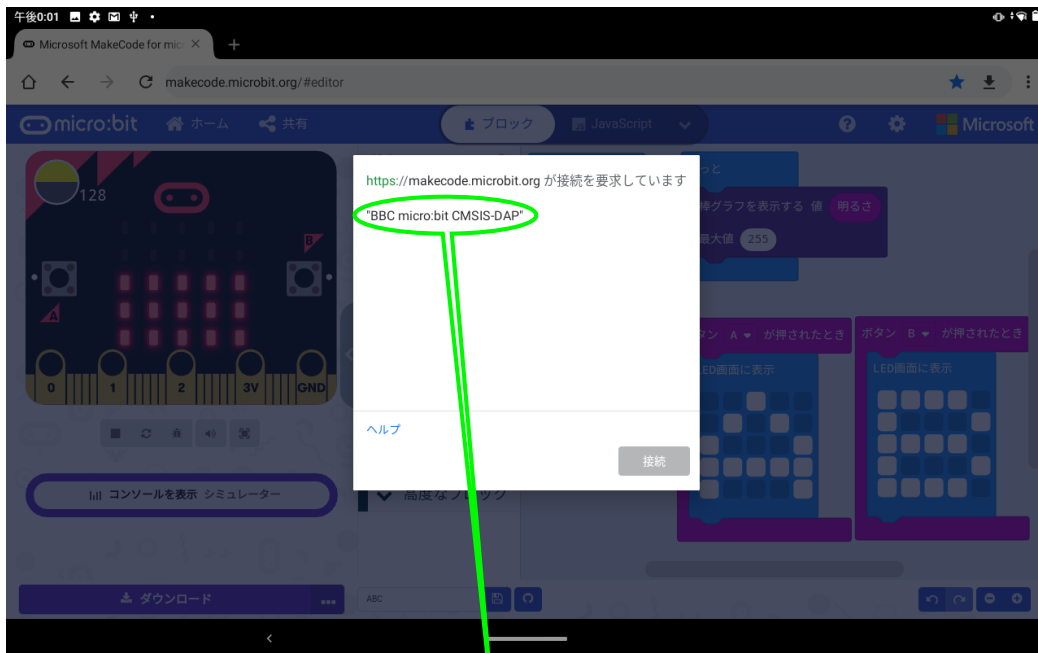 午後0:01
Microsoft MakeCode for mic
makecode.microbit.org/#editor
micro:bit
ホーム
共有
ブロック
JavaScript
Microsoft
128
B
A
0 1 2 3V GND
コンソールを表示 シミュレーター
ダウンロード
https://makecode.microbit.org が接続を要求しています
"BBC micro:bit CMSIS-DAP"
ヘルプ
接続
高度なブロック
ABC
っと
棒グラフを表示する 値 明るさ
最大値 255
タン A が押されたとき
LED画面に表示
ボタン B が押されたとき
LED画面に表示